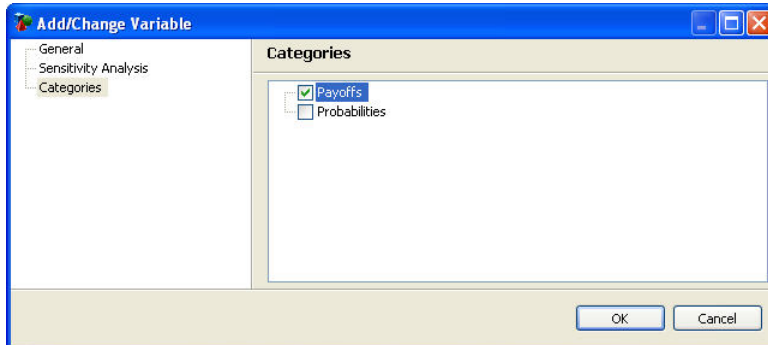 Add/Change Variable
General
Sensitivity Analysis
Categories
Categories
Payoffs
Probabilities
OK
Cancel